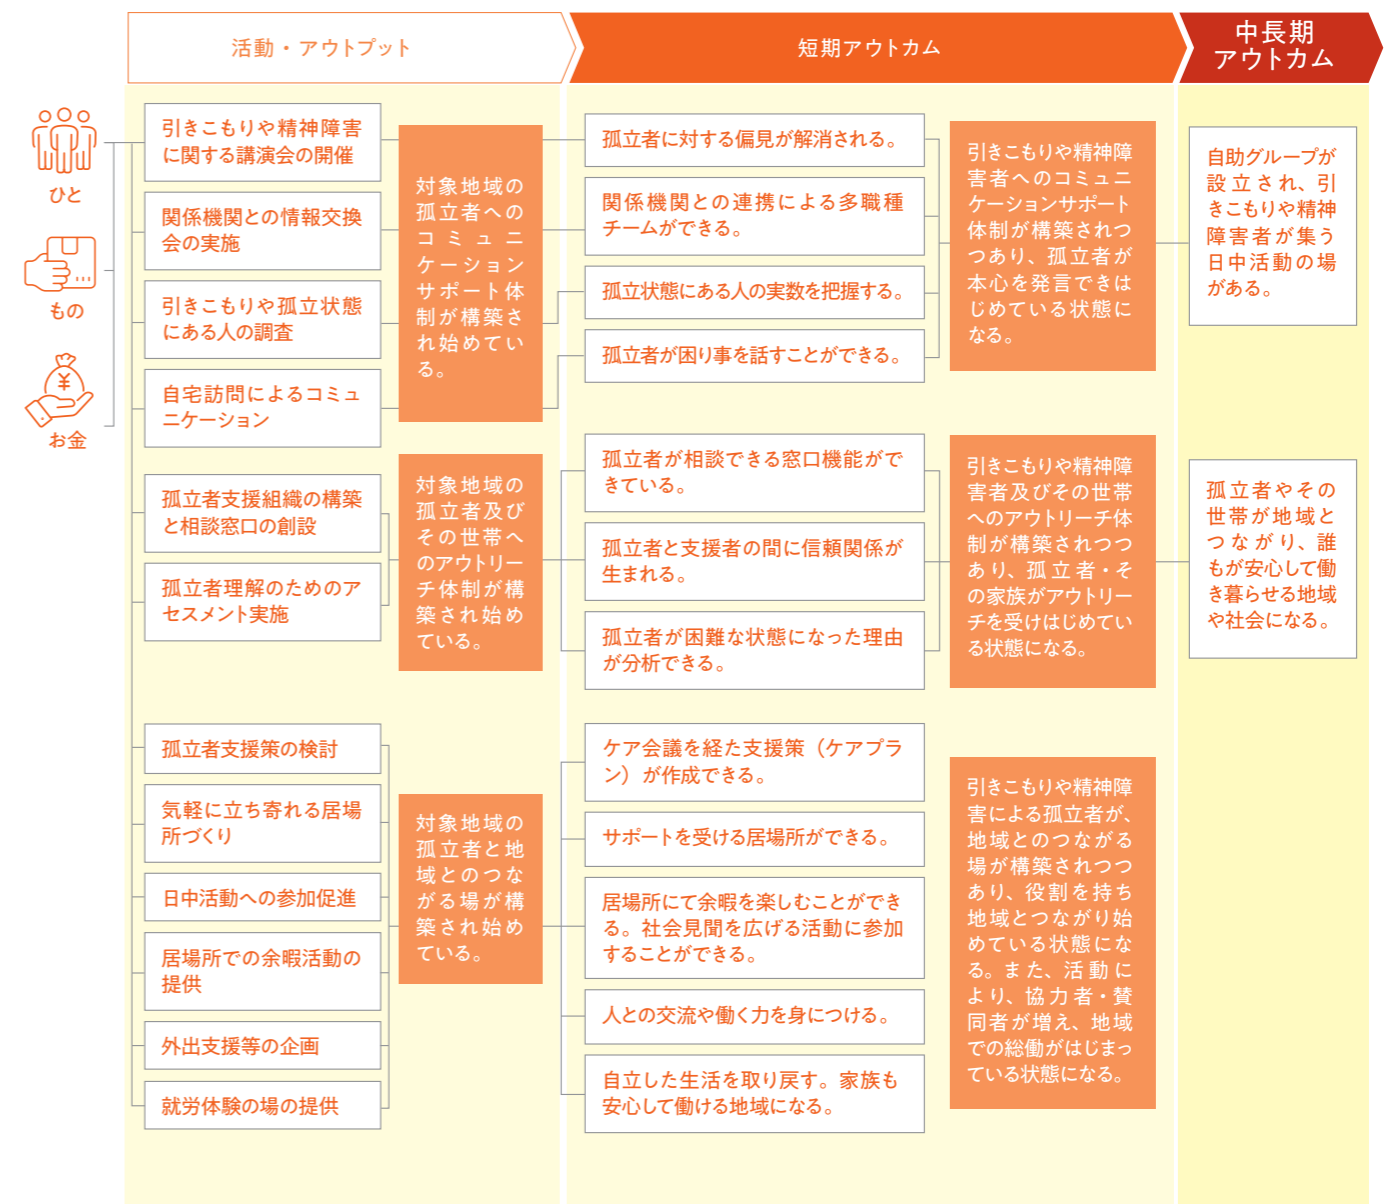 活動・アウトプット
短期アウトカム
中長期
アウトカム
ひと
もの
お金
引きこもりや精神障害
に関する講演会の開催
関係機関との情報交換
会の実施
引きこもりや孤立状態
にある人の調査
自宅訪問によるコミュ
ニケーション
対象地域の
孤立者への
コミュニ
ケーション
サポート体
制が構築さ
れ始めてい
る。
孤立者に対する偏見が解消される。
関係機関との連携による多職種
チームができる。
孤立状態にある人の実数を把握する。
孤立者が困り事を話すことができる。
引きこもりや精神障
害者へのコミュニ
ケーションサポート
体制が構築されつ
つあり、孤立者が
本心を発言できは
じめている状態に
なる。
自助グループが
設立され、引
きこもりや精神
障害者が集う
日中活動の場
がある。
孤立者支援組織の構築
と相談窓口の創設
孤立者理解のためのア
セスメント実施
対象地域の
孤立者及び
その世帯へ
のアウトリー
チ体制が構
築され始め
ている。
孤立者が相談できる窓口機能がで
きている。
孤立者と支援者の間に信頼関係が
生まれる。
孤立者が困難な状態になった理由
が分析できる。
引きこもりや精神障
害者及びその世帯
へのアウトリーチ体
制が構築されつつ
あり、孤立者・そ
の家族がアウトリー
チを受けはじめてい
る状態になる。
孤立者やその
世帯が地域と
つながり、誰
もが安心して働
き暮らせる地域
や社会になる。
孤立者支援策の検討
気軽に立ち寄れる居場
所づくり
日中活動への参加促進
居場所での余暇活動の
提供
外出支援等の企画
就労体験の場の提供
対象地域の
孤立者と地
域とのつな
がる場が構
築され始め
ている。
ケア会議を経た支援策（ケアプラ
ン）が作成できる。
サポートを受ける居場所ができる。
居場所にて余暇を楽しむことができ
る。社会見聞を広げる活動に参加
することができる。
人との交流や働く力を身につける。
自立した生活を取り戻す。家族も
安心して働ける地域になる。
引きこもりや精神障
害による孤立者が、
地域とのつながる
場が構築されつつ
あり、役割を持ち
地域とつながり始
めている状態にな
る。また、活動に
より、協力者・賛
同者が増え、地域
での総働がはじまっ
ている状態になる。